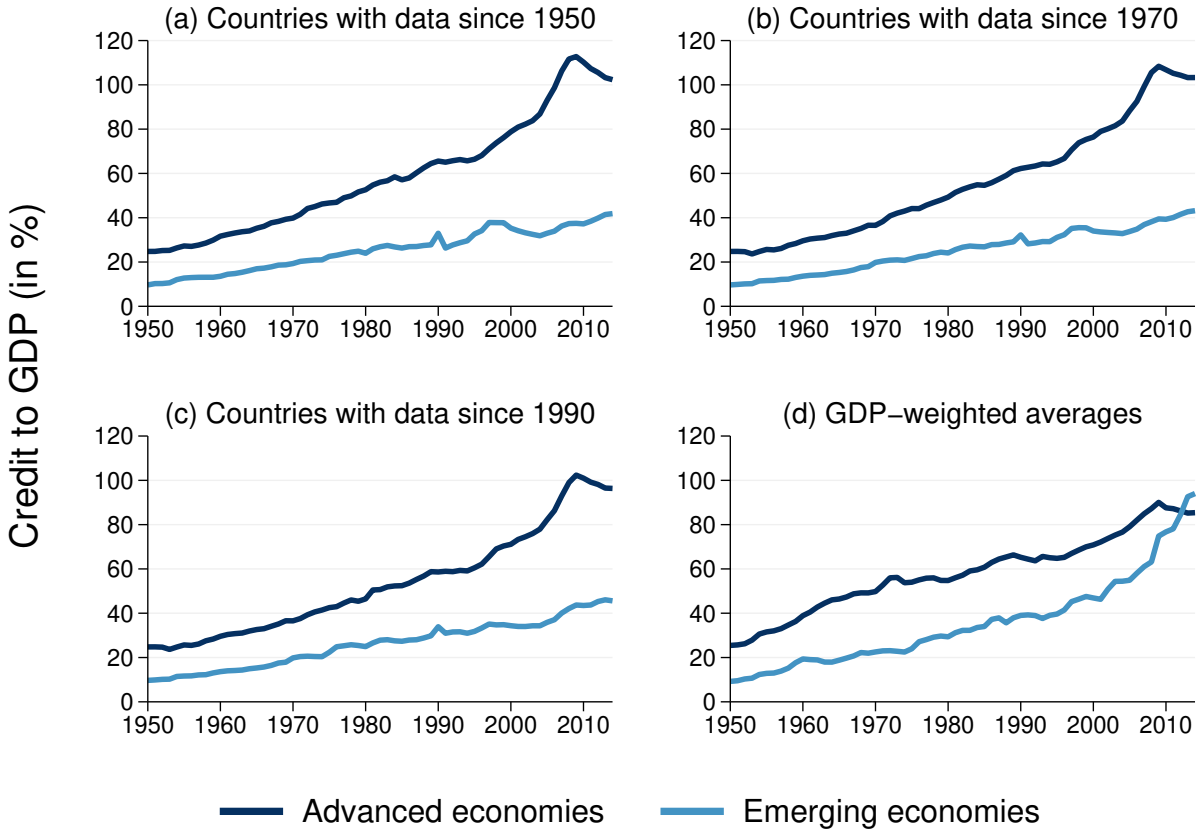 (a) Countries with data since 1950
120
100
80
60
40
20
0
1950 1960 1970 1980 1990 2000 2010
(b) Countries with data since 1970
120
100
80
60
40
20
0
1950 1960 1970 1980 1990 2000 2010
(c) Countries with data since 1990
120
100
80
60
40
20
0
1950 1960 1970 1980 1990 2000 2010
(d) GDP−weighted averages
120
100
80
60
40
20
0
1950 1960 1970 1980 1990 2000 2010
Credit to GDP (in %)
Advanced economies
Emerging economies